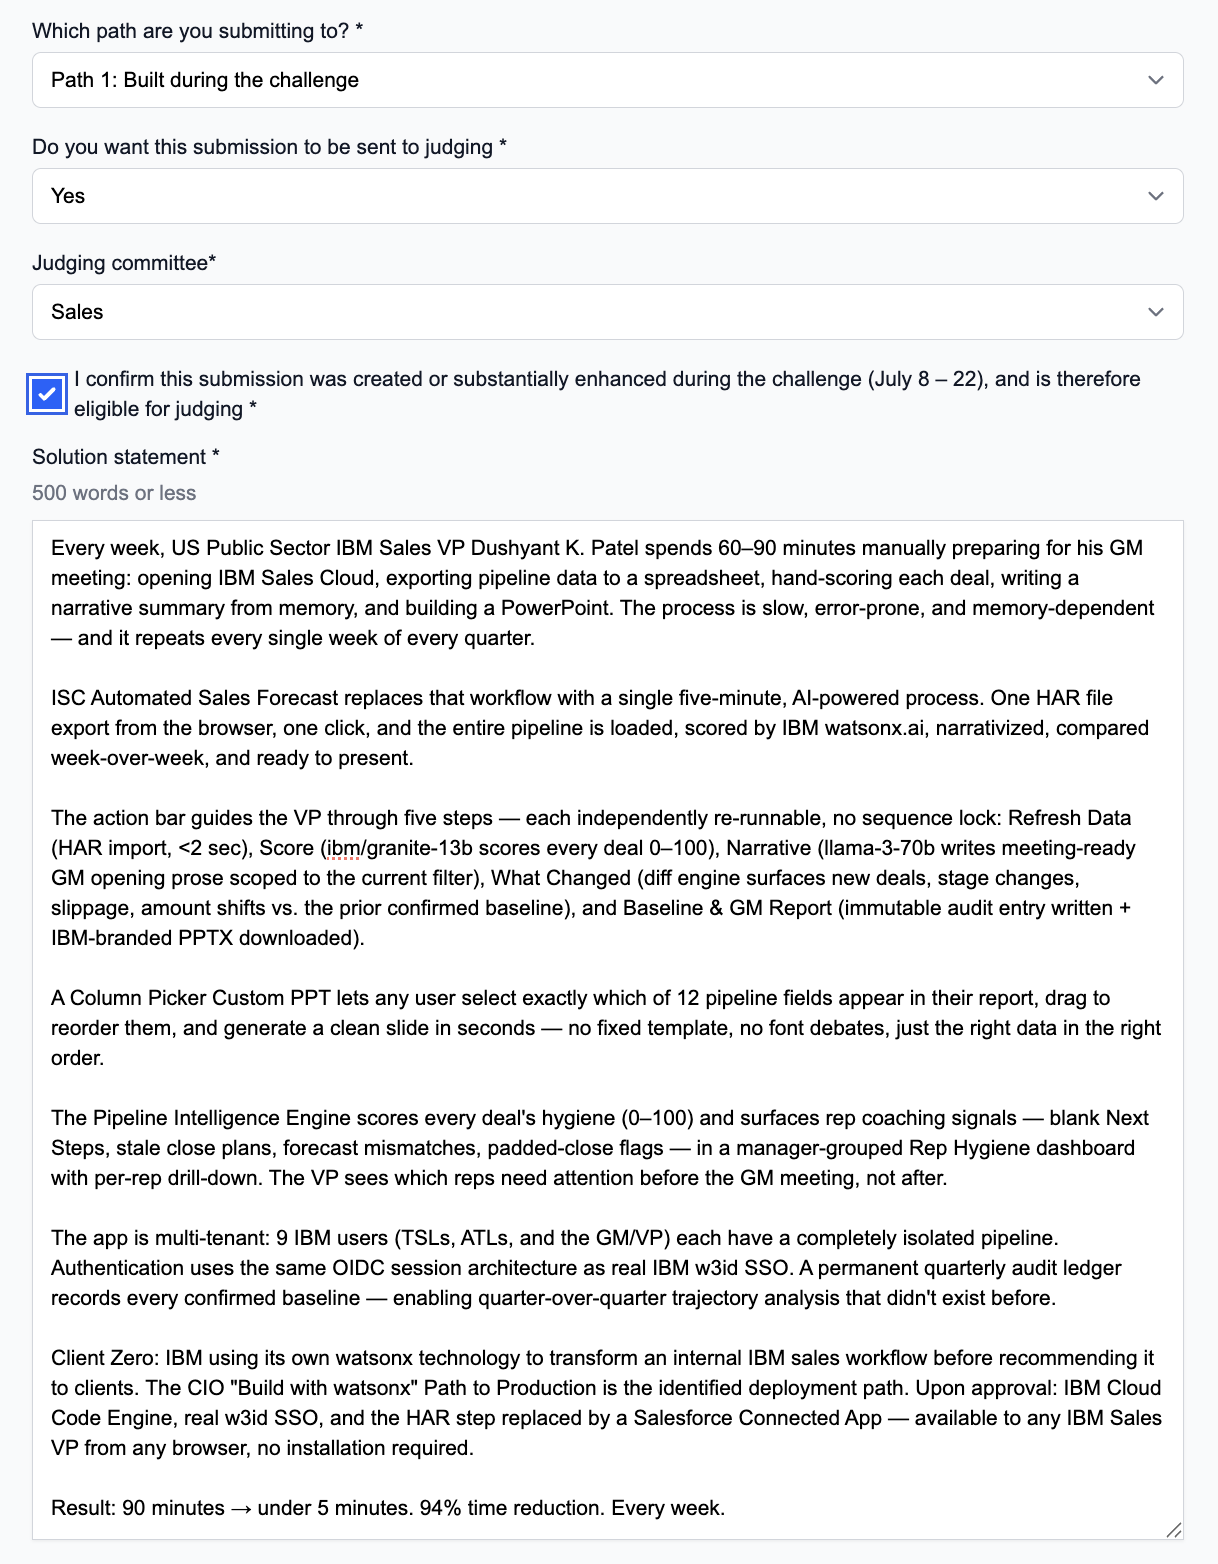 Which path are you submitting to? *
Path 1: Built during the challenge
Do you want this submission to be sent to judging *
Yes
Judging committee*
Sales
I confirm this submission was created or substantially enhanced during the challenge (July 8 – 22), and is therefore
eligible for judging *
Solution statement *
500 words or less
Every week, US Public Sector IBM Sales VP Dushyant K. Patel spends 60–90 minutes manually preparing for his GM
meeting: opening IBM Sales Cloud, exporting pipeline data to a spreadsheet, hand-scoring each deal, writing a
narrative summary from memory, and building a PowerPoint. The process is slow, error-prone, and memory-dependent
— and it repeats every single week of every quarter.
ISC Automated Sales Forecast replaces that workflow with a single five-minute, AI-powered process. One HAR file
export from the browser, one click, and the entire pipeline is loaded, scored by IBM watsonx.ai, narrativized, compared
week-over-week, and ready to present.
The action bar guides the VP through five steps — each independently re-runnable, no sequence lock: Refresh Data
(HAR import, <2 sec), Score (ibm/granite-13b scores every deal 0–100), Narrative (llama-3-70b writes meeting-ready
GM opening prose scoped to the current filter), What Changed (diff engine surfaces new deals, stage changes,
slippage, amount shifts vs. the prior confirmed baseline), and Baseline & GM Report (immutable audit entry written +
IBM-branded PPTX downloaded).
A Column Picker Custom PPT lets any user select exactly which of 12 pipeline fields appear in their report, drag to
reorder them, and generate a clean slide in seconds — no fixed template, no font debates, just the right data in the right
order.
The Pipeline Intelligence Engine scores every deal's hygiene (0–100) and surfaces rep coaching signals — blank Next
Steps, stale close plans, forecast mismatches, padded-close flags — in a manager-grouped Rep Hygiene dashboard
with per-rep drill-down. The VP sees which reps need attention before the GM meeting, not after.
The app is multi-tenant: 9 IBM users (TSLs, ATLs, and the GM/VP) each have a completely isolated pipeline.
Authentication uses the same OIDC session architecture as real IBM w3id SSO. A permanent quarterly audit ledger
records every confirmed baseline — enabling quarter-over-quarter trajectory analysis that didn't exist before.
Client Zero: IBM using its own watsonx technology to transform an internal IBM sales workflow before recommending it
to clients. The CIO "Build with watsonx" Path to Production is the identified deployment path. Upon approval: IBM Cloud
Code Engine, real w3id SSO, and the HAR step replaced by a Salesforce Connected App — available to any IBM Sales
VP from any browser, no installation required.
Result: 90 minutes → under 5 minutes. 94% time reduction. Every week.